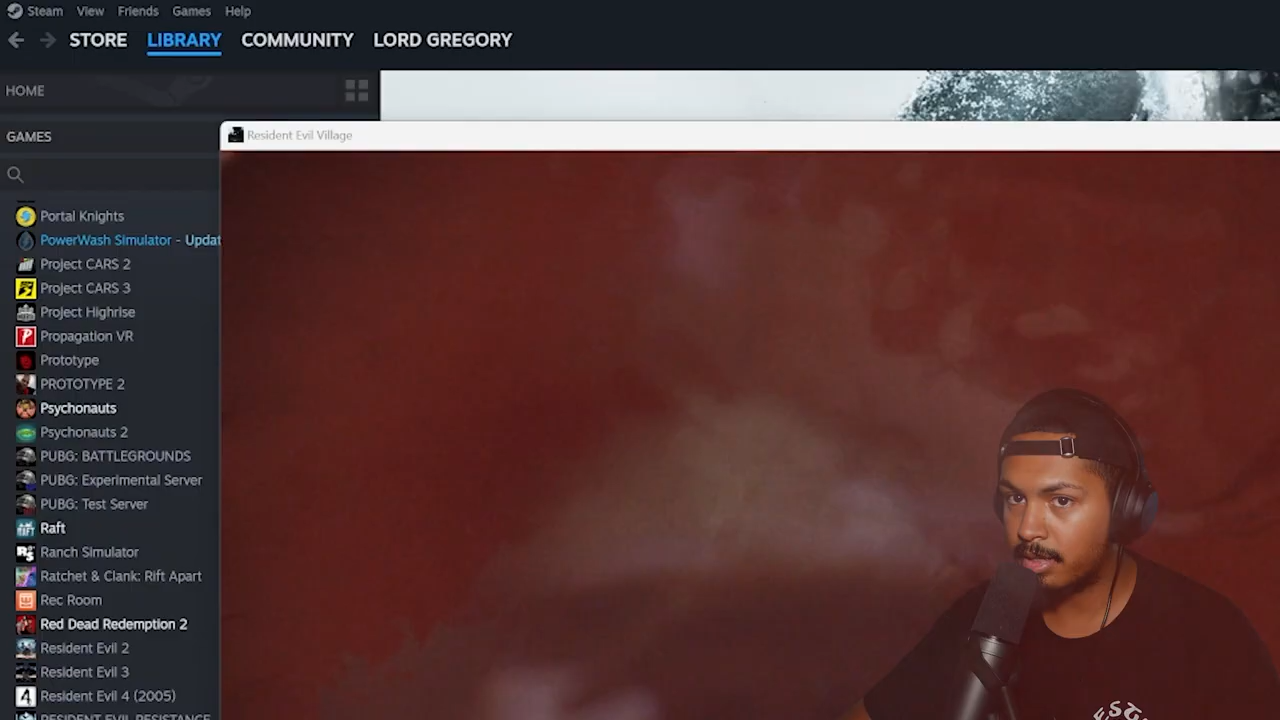 Steam View Friends Games Help
STORE LIBRARY COMMUNITY LORD GREGORY
HOME
GAMES
Resident Evil Village
Portal Knights
PowerWash Simulator - Updat
Project CARS 2
Project CARS 3
Project Highrise
Propagation VR
Prototype
PROTOTYPE 2
Psychonauts
Psychonauts 2
PUBG: BATTLEGROUNDS
PUBG: Experimental Server
PUBG: Test Server
Raft
Ranch Simulator
Ratchet & Clank: Rift Apart
Rec Room
Red Dead Redemption 2
Resident Evil 2
Resident Evil 3
Resident Evil 4 (2005)
RESIDENT EVIL RESISTANCE